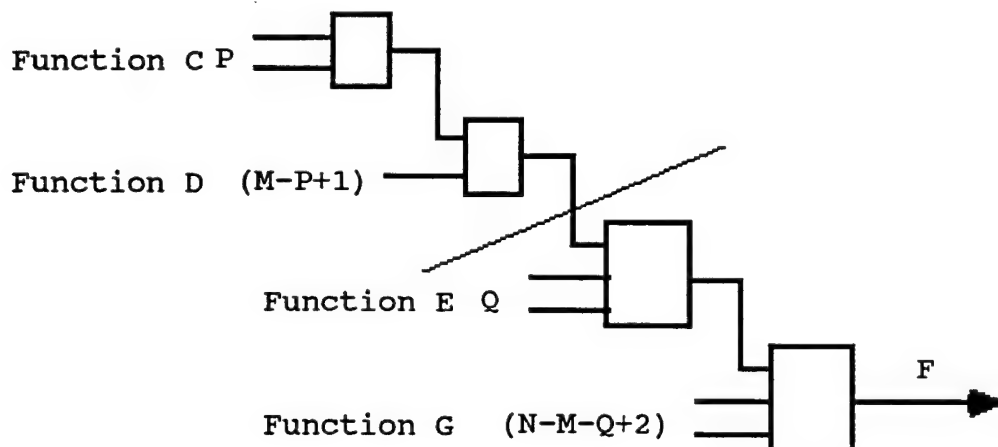 Function C P
Function D (M-P+1)
Function E Q
F
Function G (N-M-Q+2)